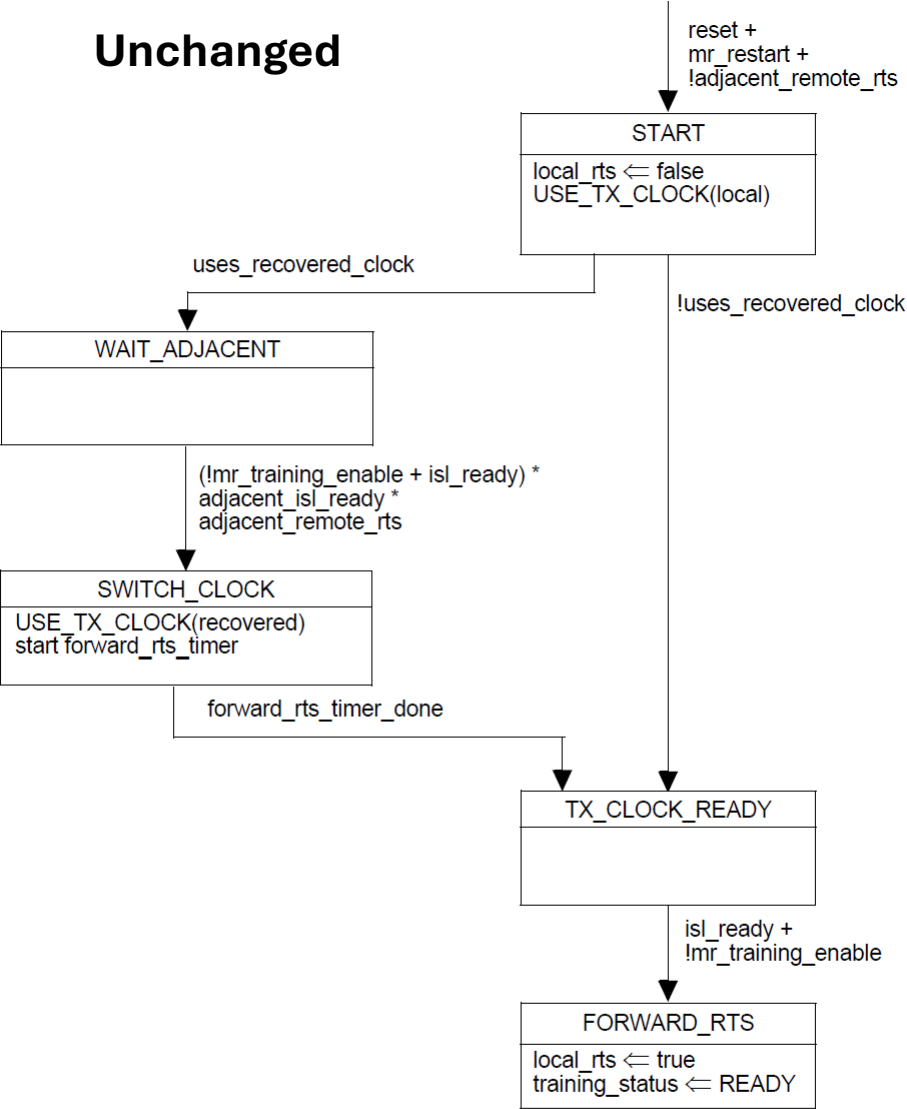 Unchanged
reset +
mr_restart +
!adjacent_remote_rts
START
local_rts ⇐ false
USE_TX_CLOCK(local)
uses_recovered_clock
!uses_recovered_clock
WAIT_ADJACENT
(!mr_training_enable + isl_ready) *
adjacent_isl_ready *
adjacent_remote_rts
SWITCH_CLOCK
USE_TX_CLOCK(recovered)
start forward_rts_timer
forward_rts_timer_done
TX_CLOCK_READY
isl_ready +
!mr_training_enable
FORWARD_RTS
local_rts ⇐ true
training_status ⇐ READY